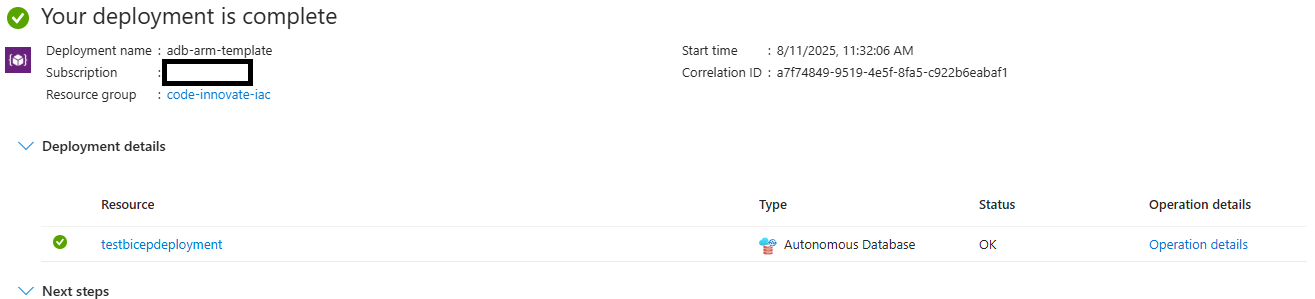 Your deployment is complete
Deployment name : adb-arm-template
Subscription :
Resource group : code-innovate-iac
Start time : 8/11/2025, 11:32:06 AM
Correlation ID : a7f74849-9519-4e5f-8fa5-c922b6eabaf1
Deployment details
Resource Type Status Operation details
testbicepdeployment Autonomous Database OK Operation details
Next steps